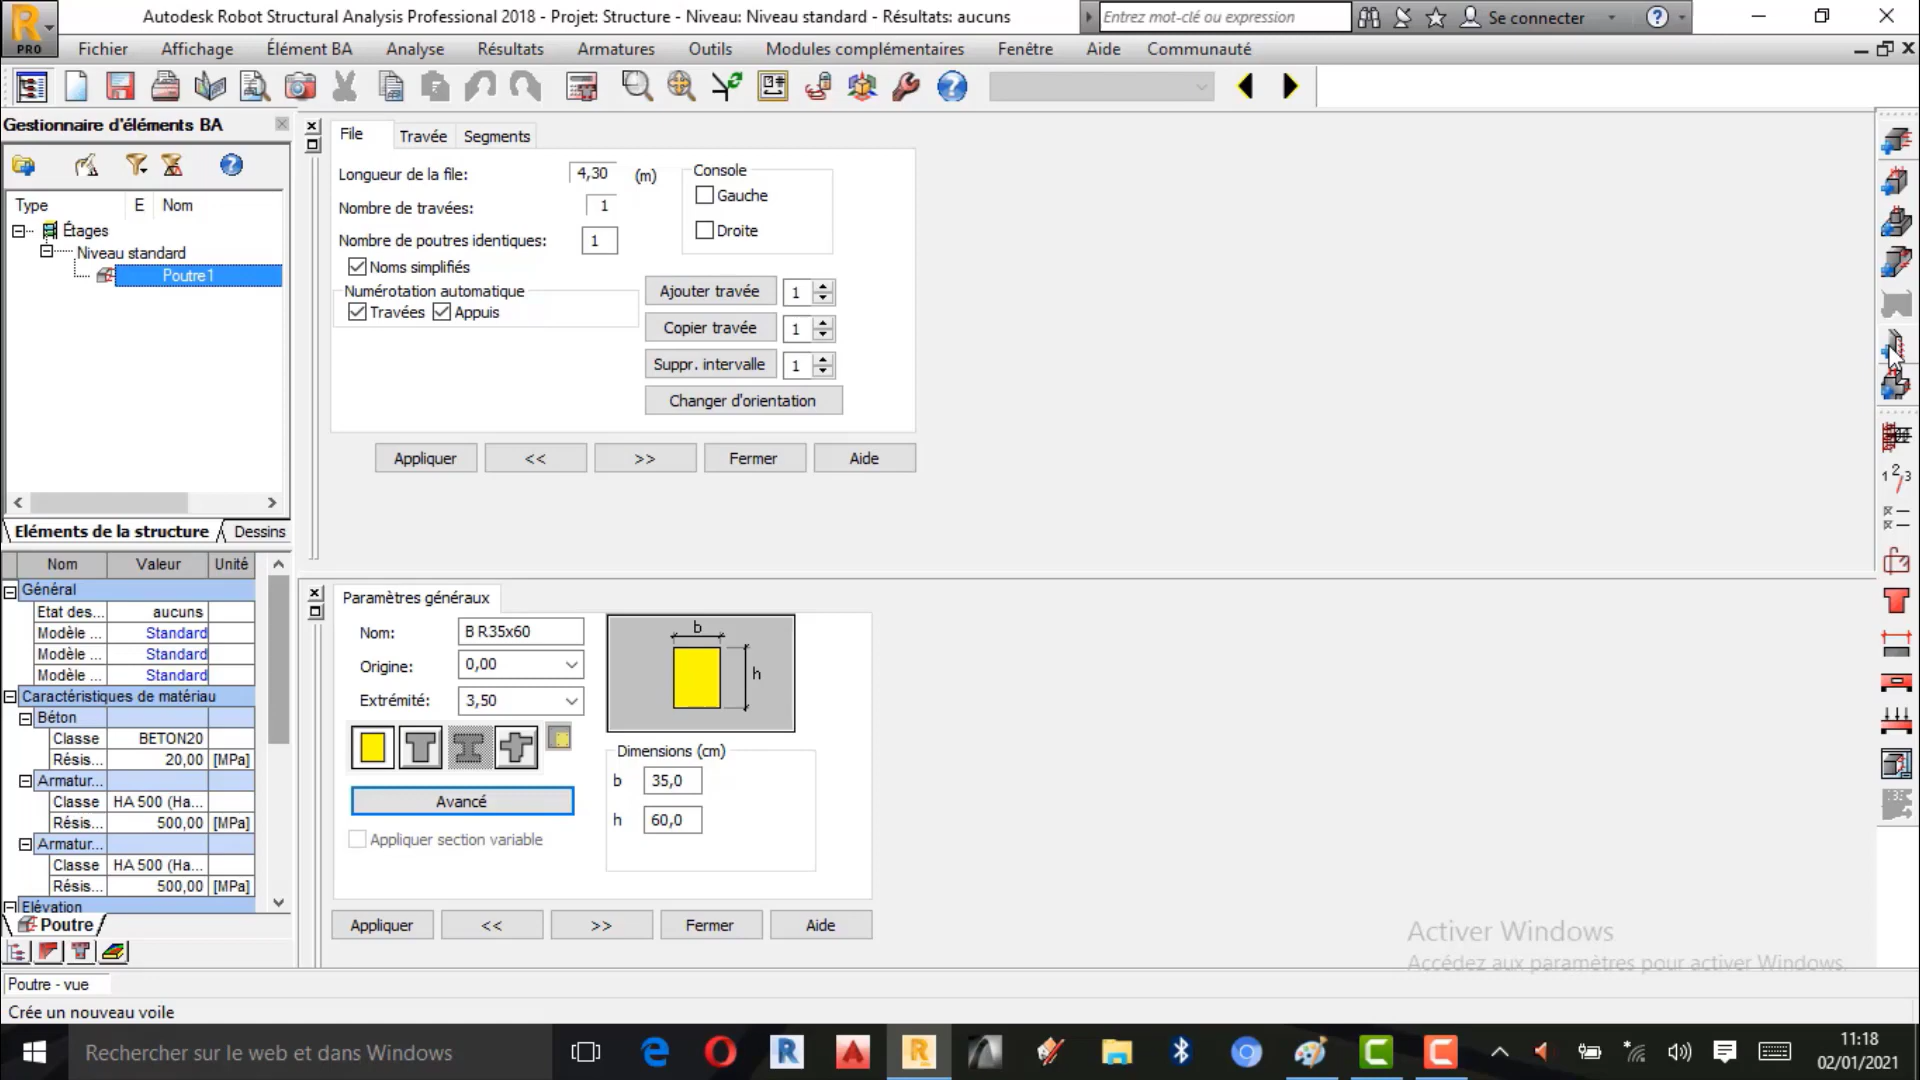 PRO
Autodesk Robot Structural Analysis Professional 2018 - Projet: Structure - Niveau: Niveau standard - Résultats: aucuns
Entrez mot-clé ou expression
Se connecter
Fichier Affichage Élément BA Analyse Résultats Armatures Outils Modules complémentaires Fenêtre Aide Communauté
Gestionnaire d'éléments BA
Type E Nom
Étages
Niveau standard
Poutre1
Eléments de la structure Dessins
Nom Valeur Unité
Général
Etat des... aucuns
Modèle ... Standard
Modèle ... Standard
Modèle ... Standard
Caractéristiques de matériau
Béton
Classe BETON20
Résis... 20,00 [MPa]
Armatur...
Classe HA 500 (Ha...
Résis... 500,00 [MPa]
Armatur...
Classe HA 500 (Ha...
Résis... 500,00 [MPa]
Elévation
Poutre
File Travée Segments
Longueur de la file: 4,30 (m)
Nombre de travées: 1
Nombre de poutres identiques: 1
Noms simplifiés
Numérotation automatique
Travées Appuis
Console
Gauche
Droite
Ajouter travée 1
Copier travée 1
Suppr. intervalle 1
Changer d'orientation
Appliquer << >> Fermer Aide
Paramètres généraux
Nom: B R35x60
Origine: 0,00
Extrémité: 3,50
Avancé
Appliquer section variable
b
h
Dimensions (cm)
b 35,0
h 60,0
Appliquer << >> Fermer Aide
1 2 3
Activer Windows
Accédez aux paramètres pour activer Windows.
Poutre - vue
Crée un nouveau voile
Rechercher sur le web et dans Windows
11:18
02/01/2021